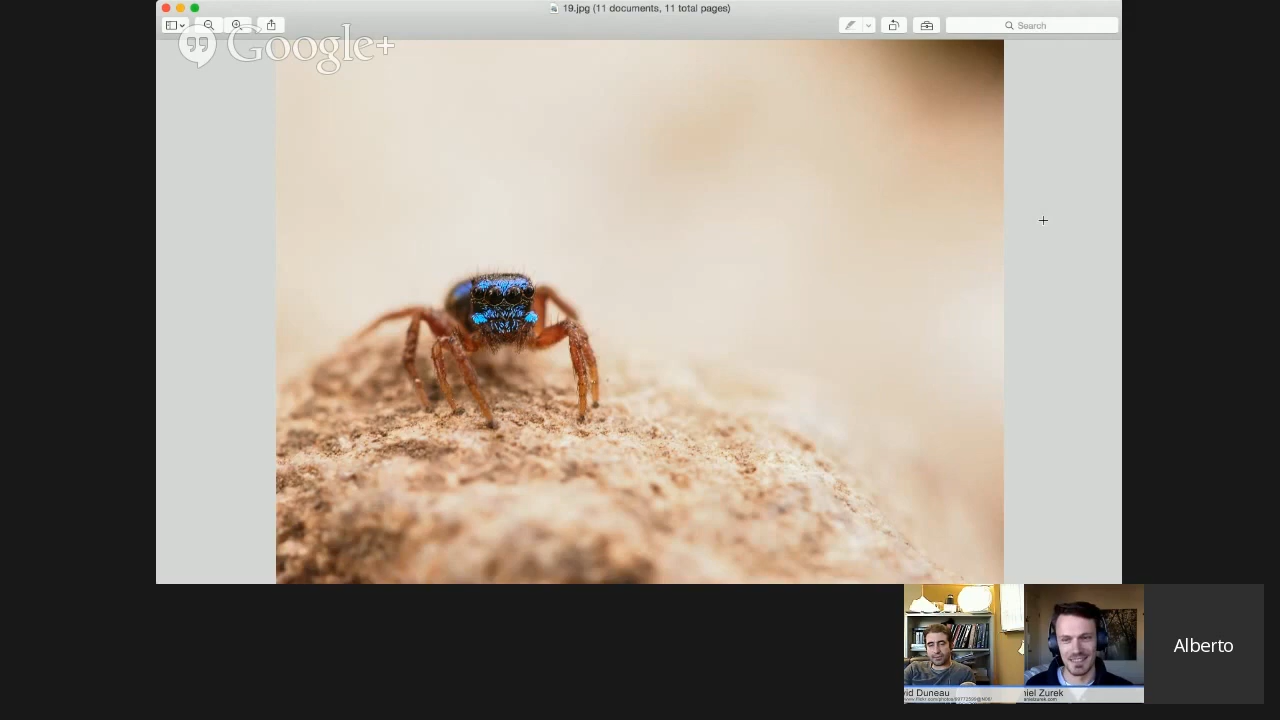 19.jpg (11 documents, 11 total pages)
Search
Google+
Alberto
vid Duneau
niel Zurek